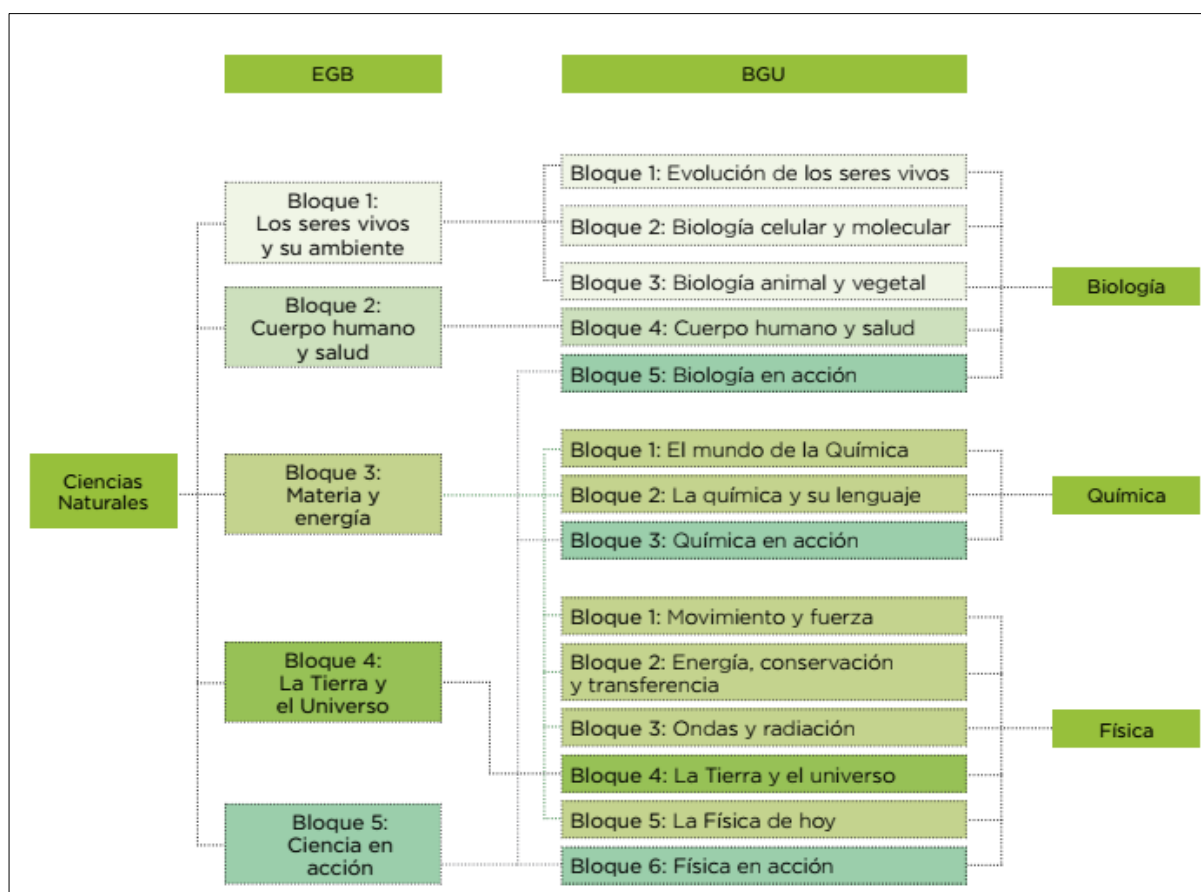 EGB
BGU
Ciencias
Naturales
Bloque 1:
Los seres vivos
y su ambiente
Bloque 2:
Cuerpo humano
y salud
Bloque 3:
Materia y
energía
Bloque 4:
La Tierra y
el Universo
Bloque 5:
Ciencia en
acción
Bloque 1: Evolución de los seres vivos
Bloque 2: Biología celular y molecular
Bloque 3: Biología animal y vegetal
Bloque 4: Cuerpo humano y salud
Bloque 5: Biología en acción
Biología
Bloque 1: El mundo de la Química
Bloque 2: La química y su lenguaje
Bloque 3: Química en acción
Química
Bloque 1: Movimiento y fuerza
Bloque 2: Energía, conservación
y transferencia
Bloque 3: Ondas y radiación
Bloque 4: La Tierra y el universo
Bloque 5: La Física de hoy
Bloque 6: Física en acción
Física